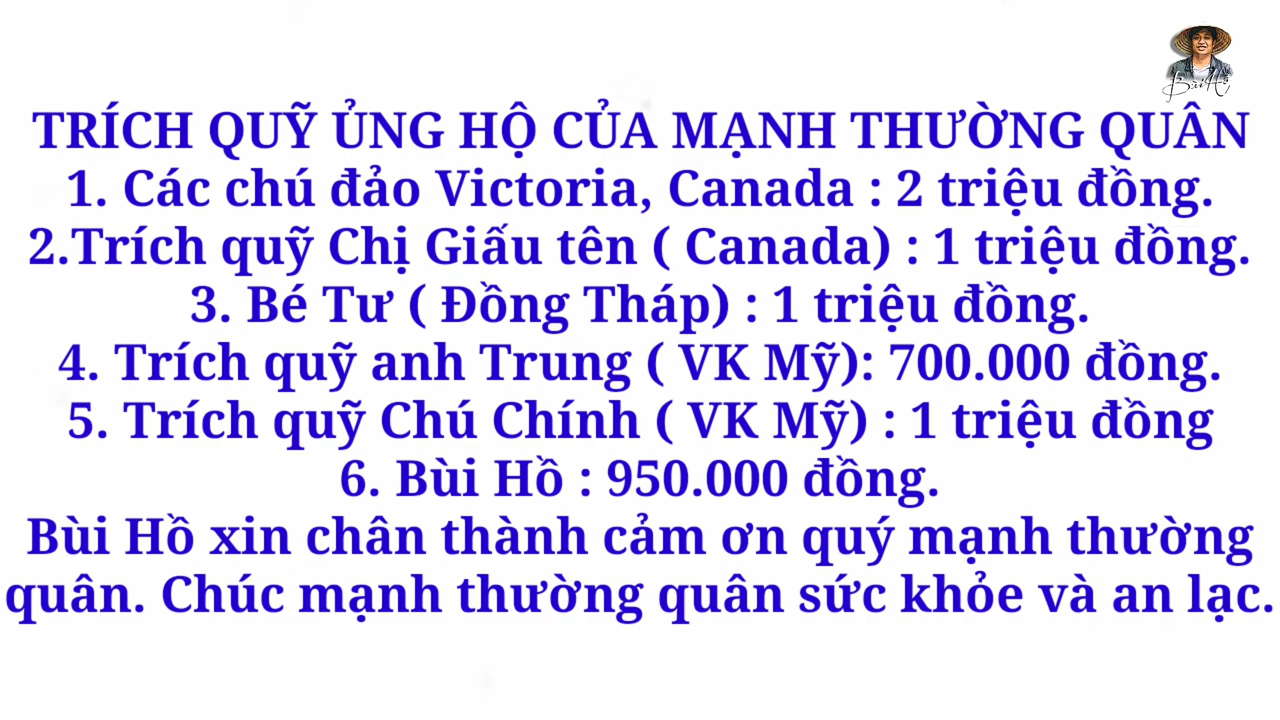 Bùi Hồ
TRÍCH QUỸ ỦNG HỘ CỦA MẠNH THƯỜNG QUÂN
1. Các chú đảo Victoria, Canada : 2 triệu đồng.
2.Trích quỹ Chị Giấu tên ( Canada) : 1 triệu đồng.
3. Bé Tư ( Đồng Tháp) : 1 triệu đồng.
4. Trích quỹ anh Trung ( VK Mỹ): 700.000 đồng.
5. Trích quỹ Chú Chính ( VK Mỹ) : 1 triệu đồng
6. Bùi Hồ : 950.000 đồng.
Bùi Hồ xin chân thành cảm ơn quý mạnh thường
quân. Chúc mạnh thường quân sức khỏe và an lạc.